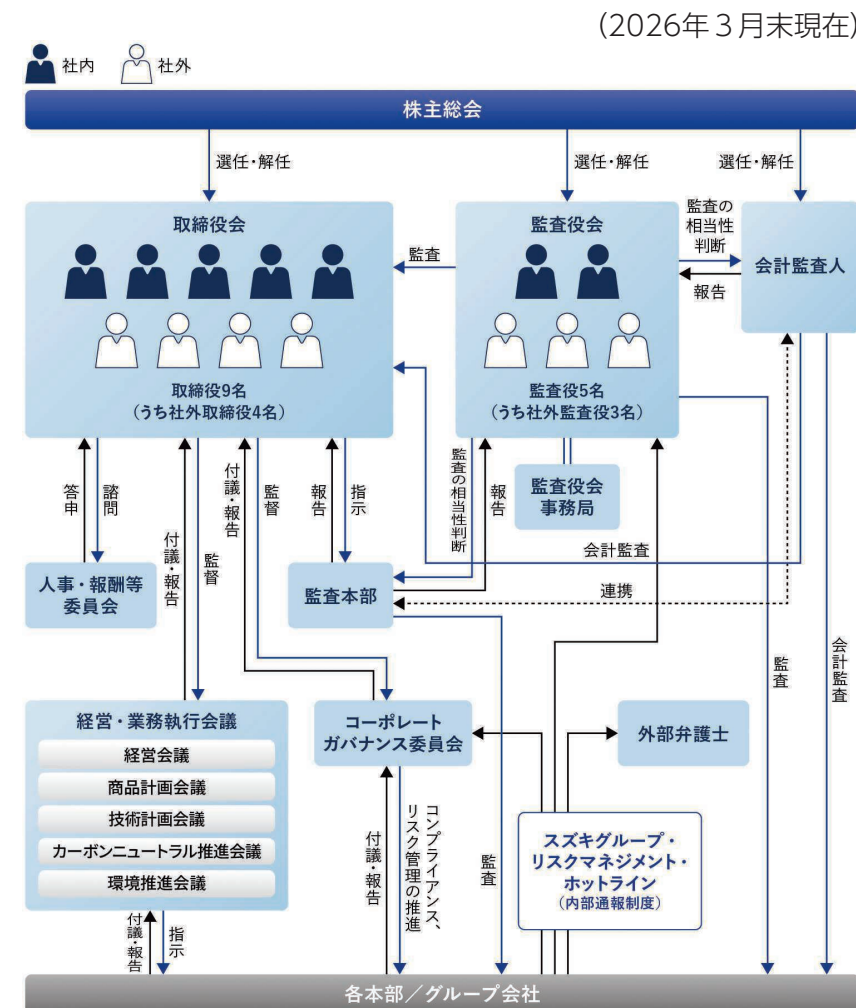 (2026年３月末現在)
社内
社外
株主総会
選任・解任
選任・解任
選任・解任
取締役会
取締役9名
(うち社外取締役4名)
監査
監査役会
監査役5名
(うち社外監査役3名)
監査の
相当性
判断
報告
会計監査人
監査役会
事務局
答申
諮問
付議・報告
監督
付議・報告
監督
報告
指示
監査の相当性判断
報告
会計監査
連携
人事・報酬等
委員会
監査本部
監査
会計監査
経営・業務執行会議
経営会議
商品計画会議
技術計画会議
カーボンニュートラル推進会議
環境推進会議
コーポレート
ガバナンス委員会
外部弁護士
付議・報告
コンプライアンス、
リスク管理の推進
監査
スズキグループ・
リスクマネジメント・
ホットライン
(内部通報制度)
付議・報告
指示
各本部／グループ会社